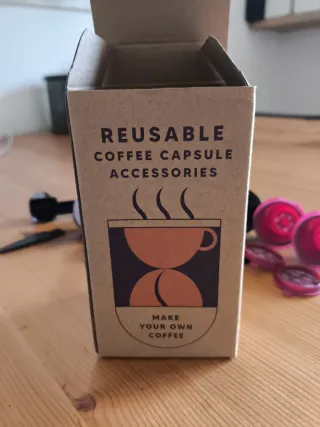 REUSABLE
COFFEE CAPSULE
ACCESSORIES
MAKE
YOUR OWN
COFFEE